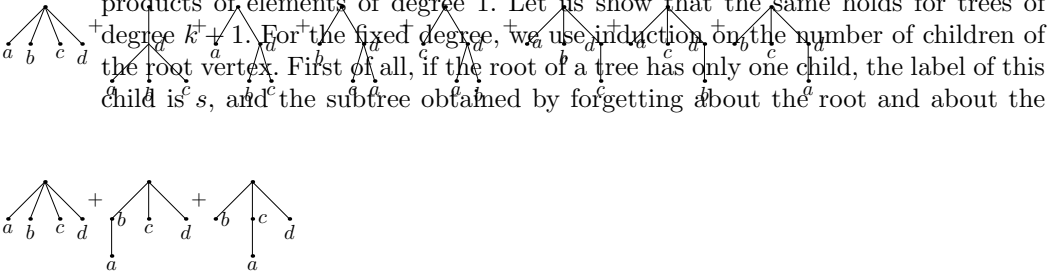 products of elements of degree 1. Let us show that the same holds for trees of
+ + + + + + +
degree k + 1. For the fixed degree, we use induction on the number of children of
a b c d d a d b d c d a b d a c d b c d
the root vertex. First of all, if the root of a tree has only one child, the label of this
a b c b c c a a b c b a
child is s, and the subtree obtained by forgetting about the root and about the
+ +
a b c d b c d b c d
a a